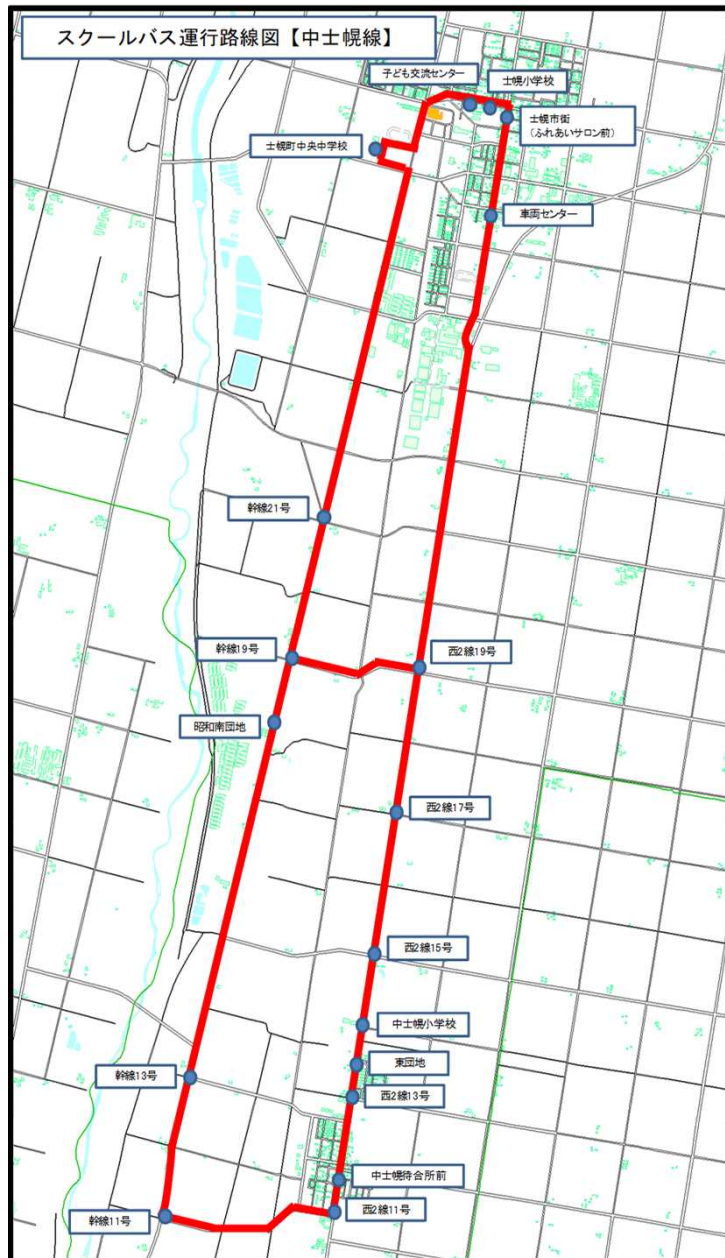 スクールバス運行路線図【中士幌線】
子ども交流センター
士幌小学校
士幌市街
(ふれあいサロン前)
士幌町中央中学校
車両センター
幹線21号
幹線19号
西2線19号
昭和南団地
西2線17号
西2線15号
中士幌小学校
東団地
幹線13号
西2線13号
中士幌待合所前
幹線11号
西2線11号